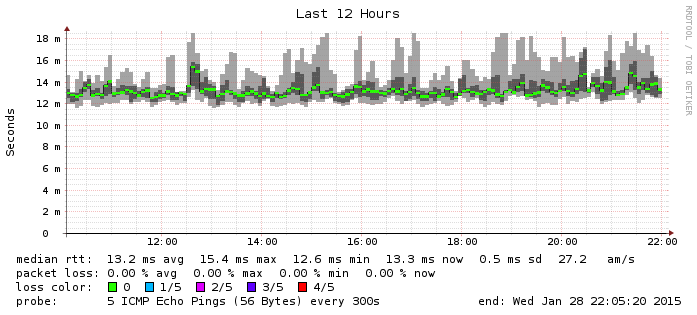 Last 12 Hours
RRDTOOL / TOBI OETIKER
Seconds
18 m
16 m
14 m
12 m
10 m
8 m
6 m
4 m
2 m
0
12:00 14:00 16:00 18:00 20:00 22:00
median rtt: 13.2 ms avg 15.4 ms max 12.6 ms min 13.3 ms now 0.5 ms sd 27.2 am/s
packet loss: 0.00 % avg 0.00 % max 0.00 % min 0.00 % now
loss color: 0 1/5 2/5 3/5 4/5
probe: 5 ICMP Echo Pings (56 Bytes) every 300s end: Wed Jan 28 22:05:20 2015